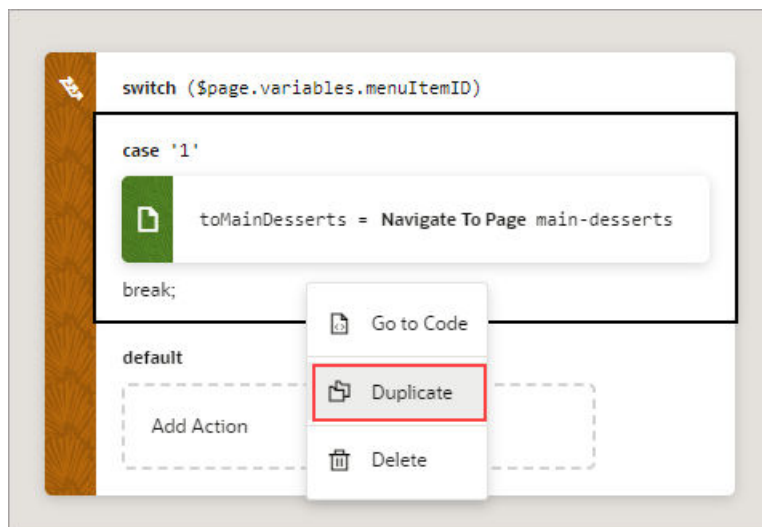 switch ($page.variables.menuItemID)
case '1'
toMainDesserts = Navigate To Page main-desserts
break;
Go to Code
default
Duplicate
Add Action
Delete